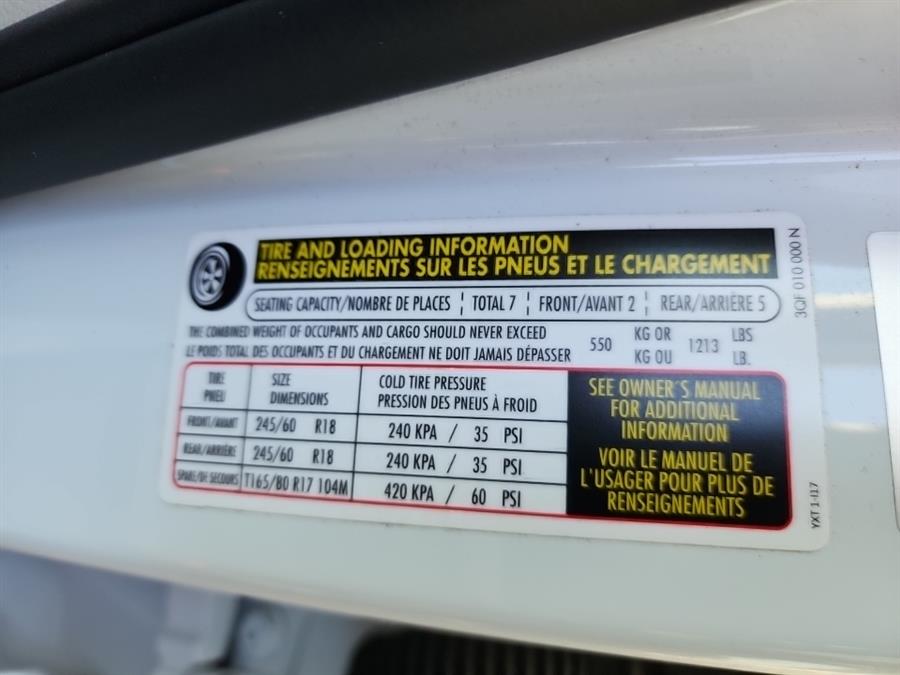 TIRE AND LOADING INFORMATION
RENSEIGNEMENTS SUR LES PNEUS ET LE CHARGEMENT
SEATING CAPACITY/NOMBRE DE PLACES | TOTAL 7 | FRONT/AVANT 2 | REAR/ARRIÈRE 5
THE COMBINED WEIGHT OF OCCUPANTS AND CARGO SHOULD NEVER EXCEED 550 KG OR 1213 LBS
LE POIDS TOTAL DES OCCUPANTS ET DU CHARGEMENT NE DOIT JAMAIS DÉPASSER KG OU LB.
TIRE SIZE COLD TIRE PRESSURE
PNEU DIMENSIONS PRESSION DES PNEUS À FROID
FRONT/AVANT 245/60 R18 240 KPA / 35 PSI
REAR/ARRIÈRE 245/60 R18 240 KPA / 35 PSI
SPARE/DE SECOURS T165/80 R17 104M 420 KPA / 60 PSI
SEE OWNER'S MANUAL
FOR ADDITIONAL
INFORMATION
VOIR LE MANUEL DE
L'USAGER POUR PLUS DE
RENSEIGNEMENTS
3QF 010 000 N
YXT 1-I17